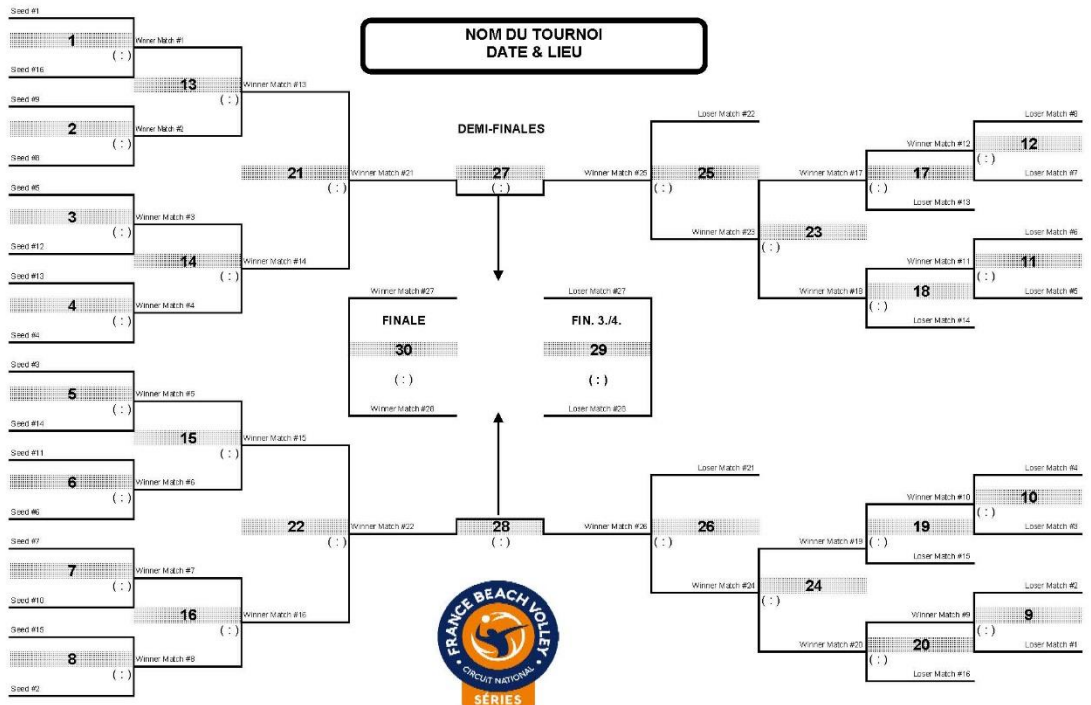 NOM DU TOURNOI
DATE & LIEU
Seed #1
1
( : )
Seed #16
Winner Match #1
13
( : )
Seed #9
2
( : )
Seed #8
Winner Match #2
Winner Match #13
Seed #5
3
( : )
Seed #12
Winner Match #3
14
( : )
Seed #13
4
( : )
Seed #4
Winner Match #4
Winner Match #14
21
( : )
Winner Match #21
Seed #3
5
( : )
Seed #14
Winner Match #5
15
( : )
Seed #11
6
( : )
Seed #6
Winner Match #6
Winner Match #15
Seed #7
7
( : )
Seed #10
Winner Match #7
16
( : )
Seed #15
8
( : )
Seed #2
Winner Match #8
Winner Match #16
22
( : )
Winner Match #22
DEMI-FINALES
27
( : )
Winner Match #25
Winner Match #27
FINALE
30
( : )
Winner Match #28
Loser Match #27
FIN. 3./4.
29
( : )
Loser Match #28
28
( : )
Winner Match #26
Loser Match #22
25
( : )
Winner Match #23
23
( : )
Winner Match #17
17
( : )
Winner Match #12
Loser Match #8
12
( : )
Loser Match #7
Loser Match #13
Winner Match #18
18
( : )
Winner Match #11
Loser Match #6
11
( : )
Loser Match #5
Loser Match #14
Loser Match #21
26
( : )
Winner Match #24
24
( : )
Winner Match #19
19
( : )
Winner Match #10
Loser Match #4
10
( : )
Loser Match #3
Loser Match #15
Winner Match #20
20
( : )
Winner Match #9
Loser Match #2
9
( : )
Loser Match #1
Loser Match #16
FRANCE BEACH VOLLEY
CIRCUIT NATIONAL
SÉRIES